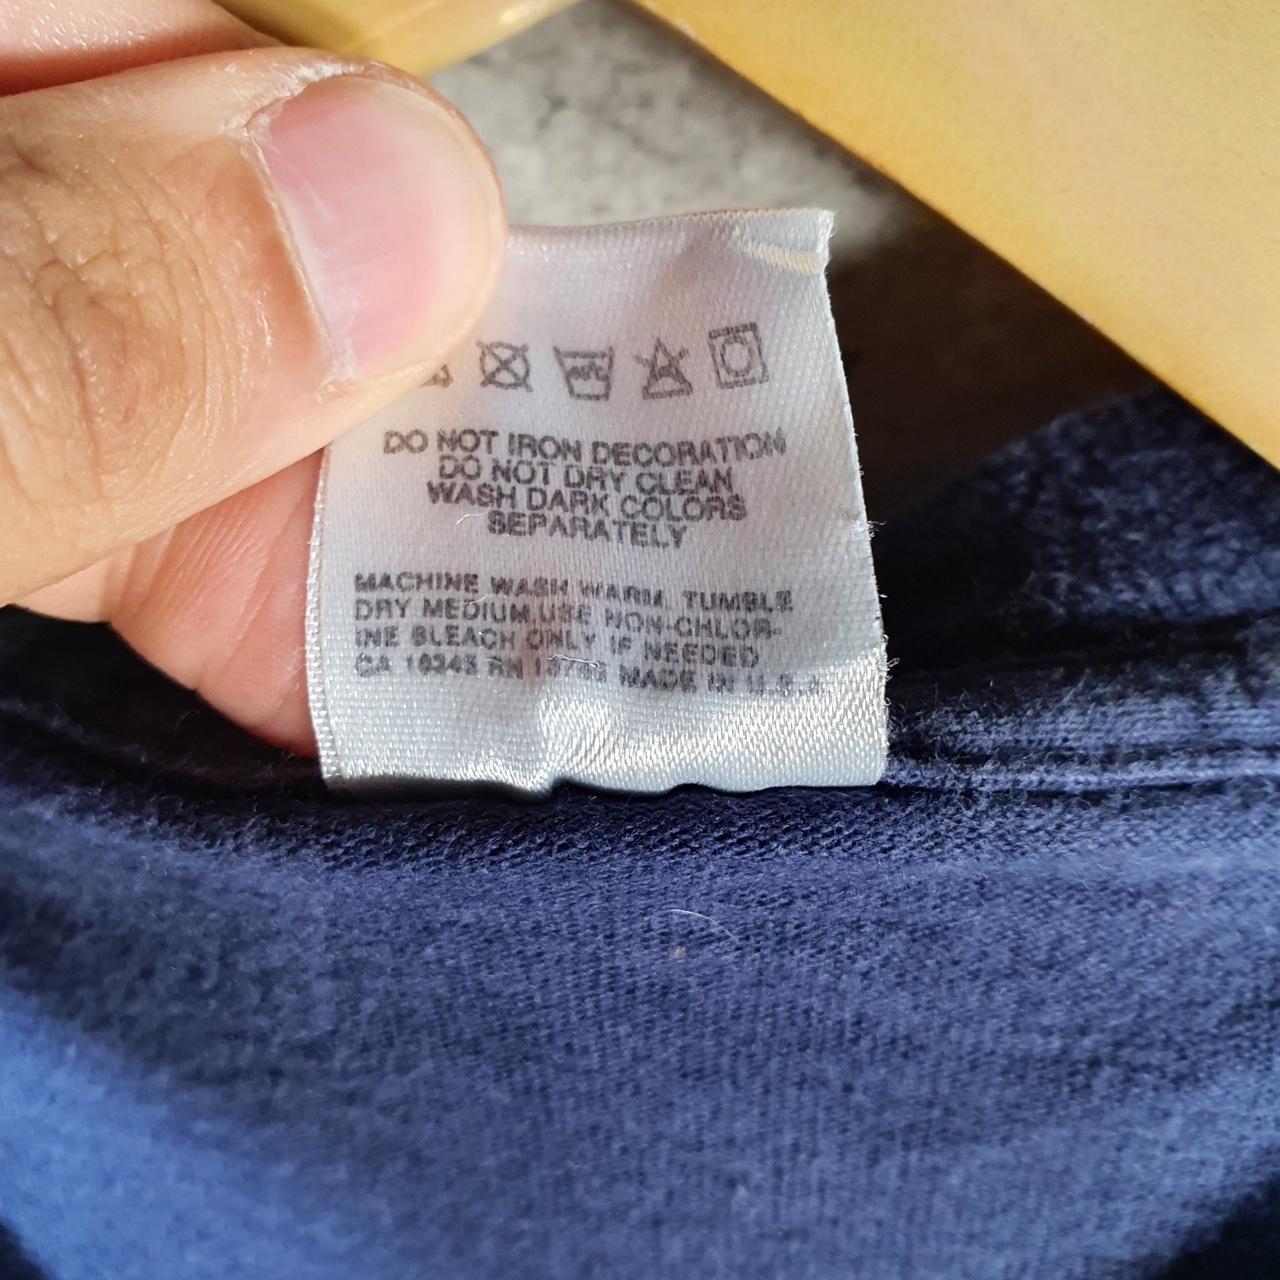 DO NOT IRON DECORATION
DO NOT DRY CLEAN
WASH DARK COLORS
SEPARATELY
MACHINE WASH WARM, TUMBLE
DRY MEDIUM, USE NON-CHLOR-
INE BLEACH ONLY IF NEEDED
CA 16243 RN MADE IN U.S.A.